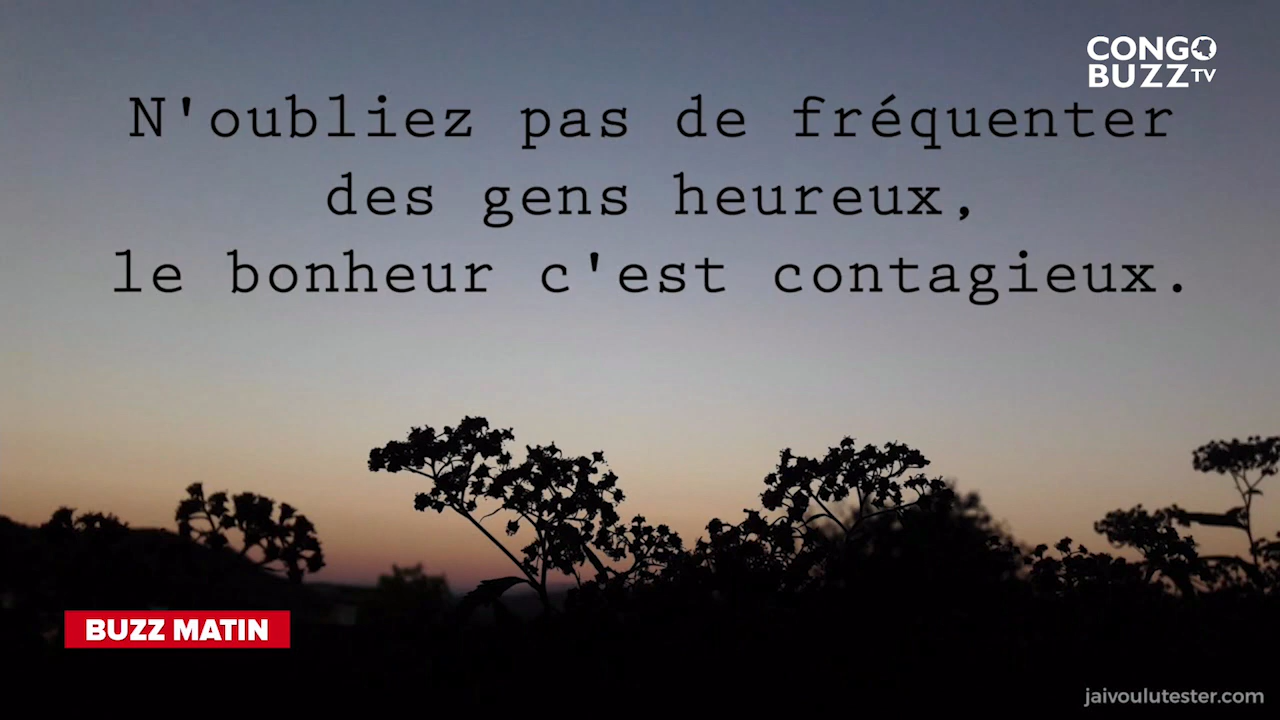 CONGO
BUZZ TV
N'oubliez pas de fréquenter
des gens heureux,
le bonheur c'est contagieux.
BUZZ MATIN
jaivoulutester.com